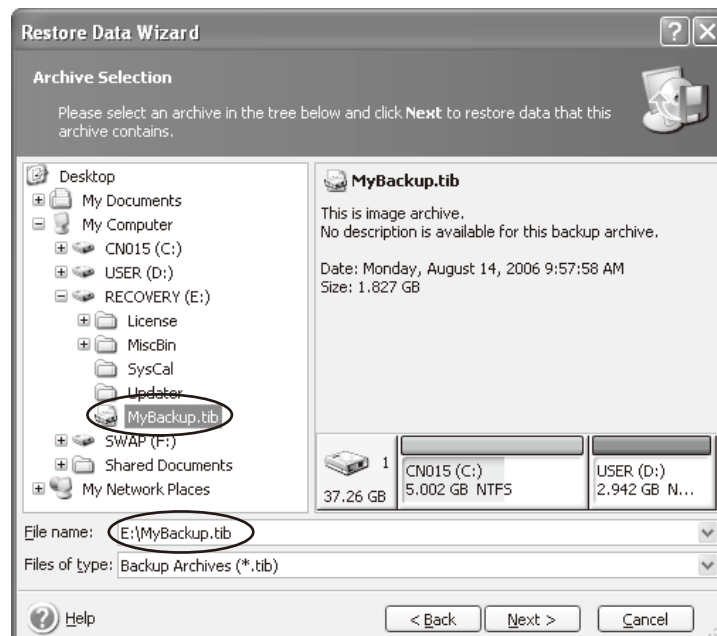 Restore Data Wizard
Archive Selection
Please select an archive in the tree below and click Next to restore data that this
archive contains.
Desktop
My Documents
My Computer
CN015 (C:)
USER (D:)
RECOVERY (E:)
License
MiscBin
SysCal
Updater
MyBackup.tib
SWAP (F:)
Shared Documents
My Network Places
MyBackup.tib
This is image archive.
No description is available for this backup archive.
Date: Monday, August 14, 2006 9:57:58 AM
Size: 1.827 GB
1
37.26 GB
CN015 (C:)
5.002 GB NTFS
USER (D:)
2.942 GB N...
File name: E:\MyBackup.tib
Files of type: Backup Archives (*.tib)
Help
< Back
Next >
Cancel